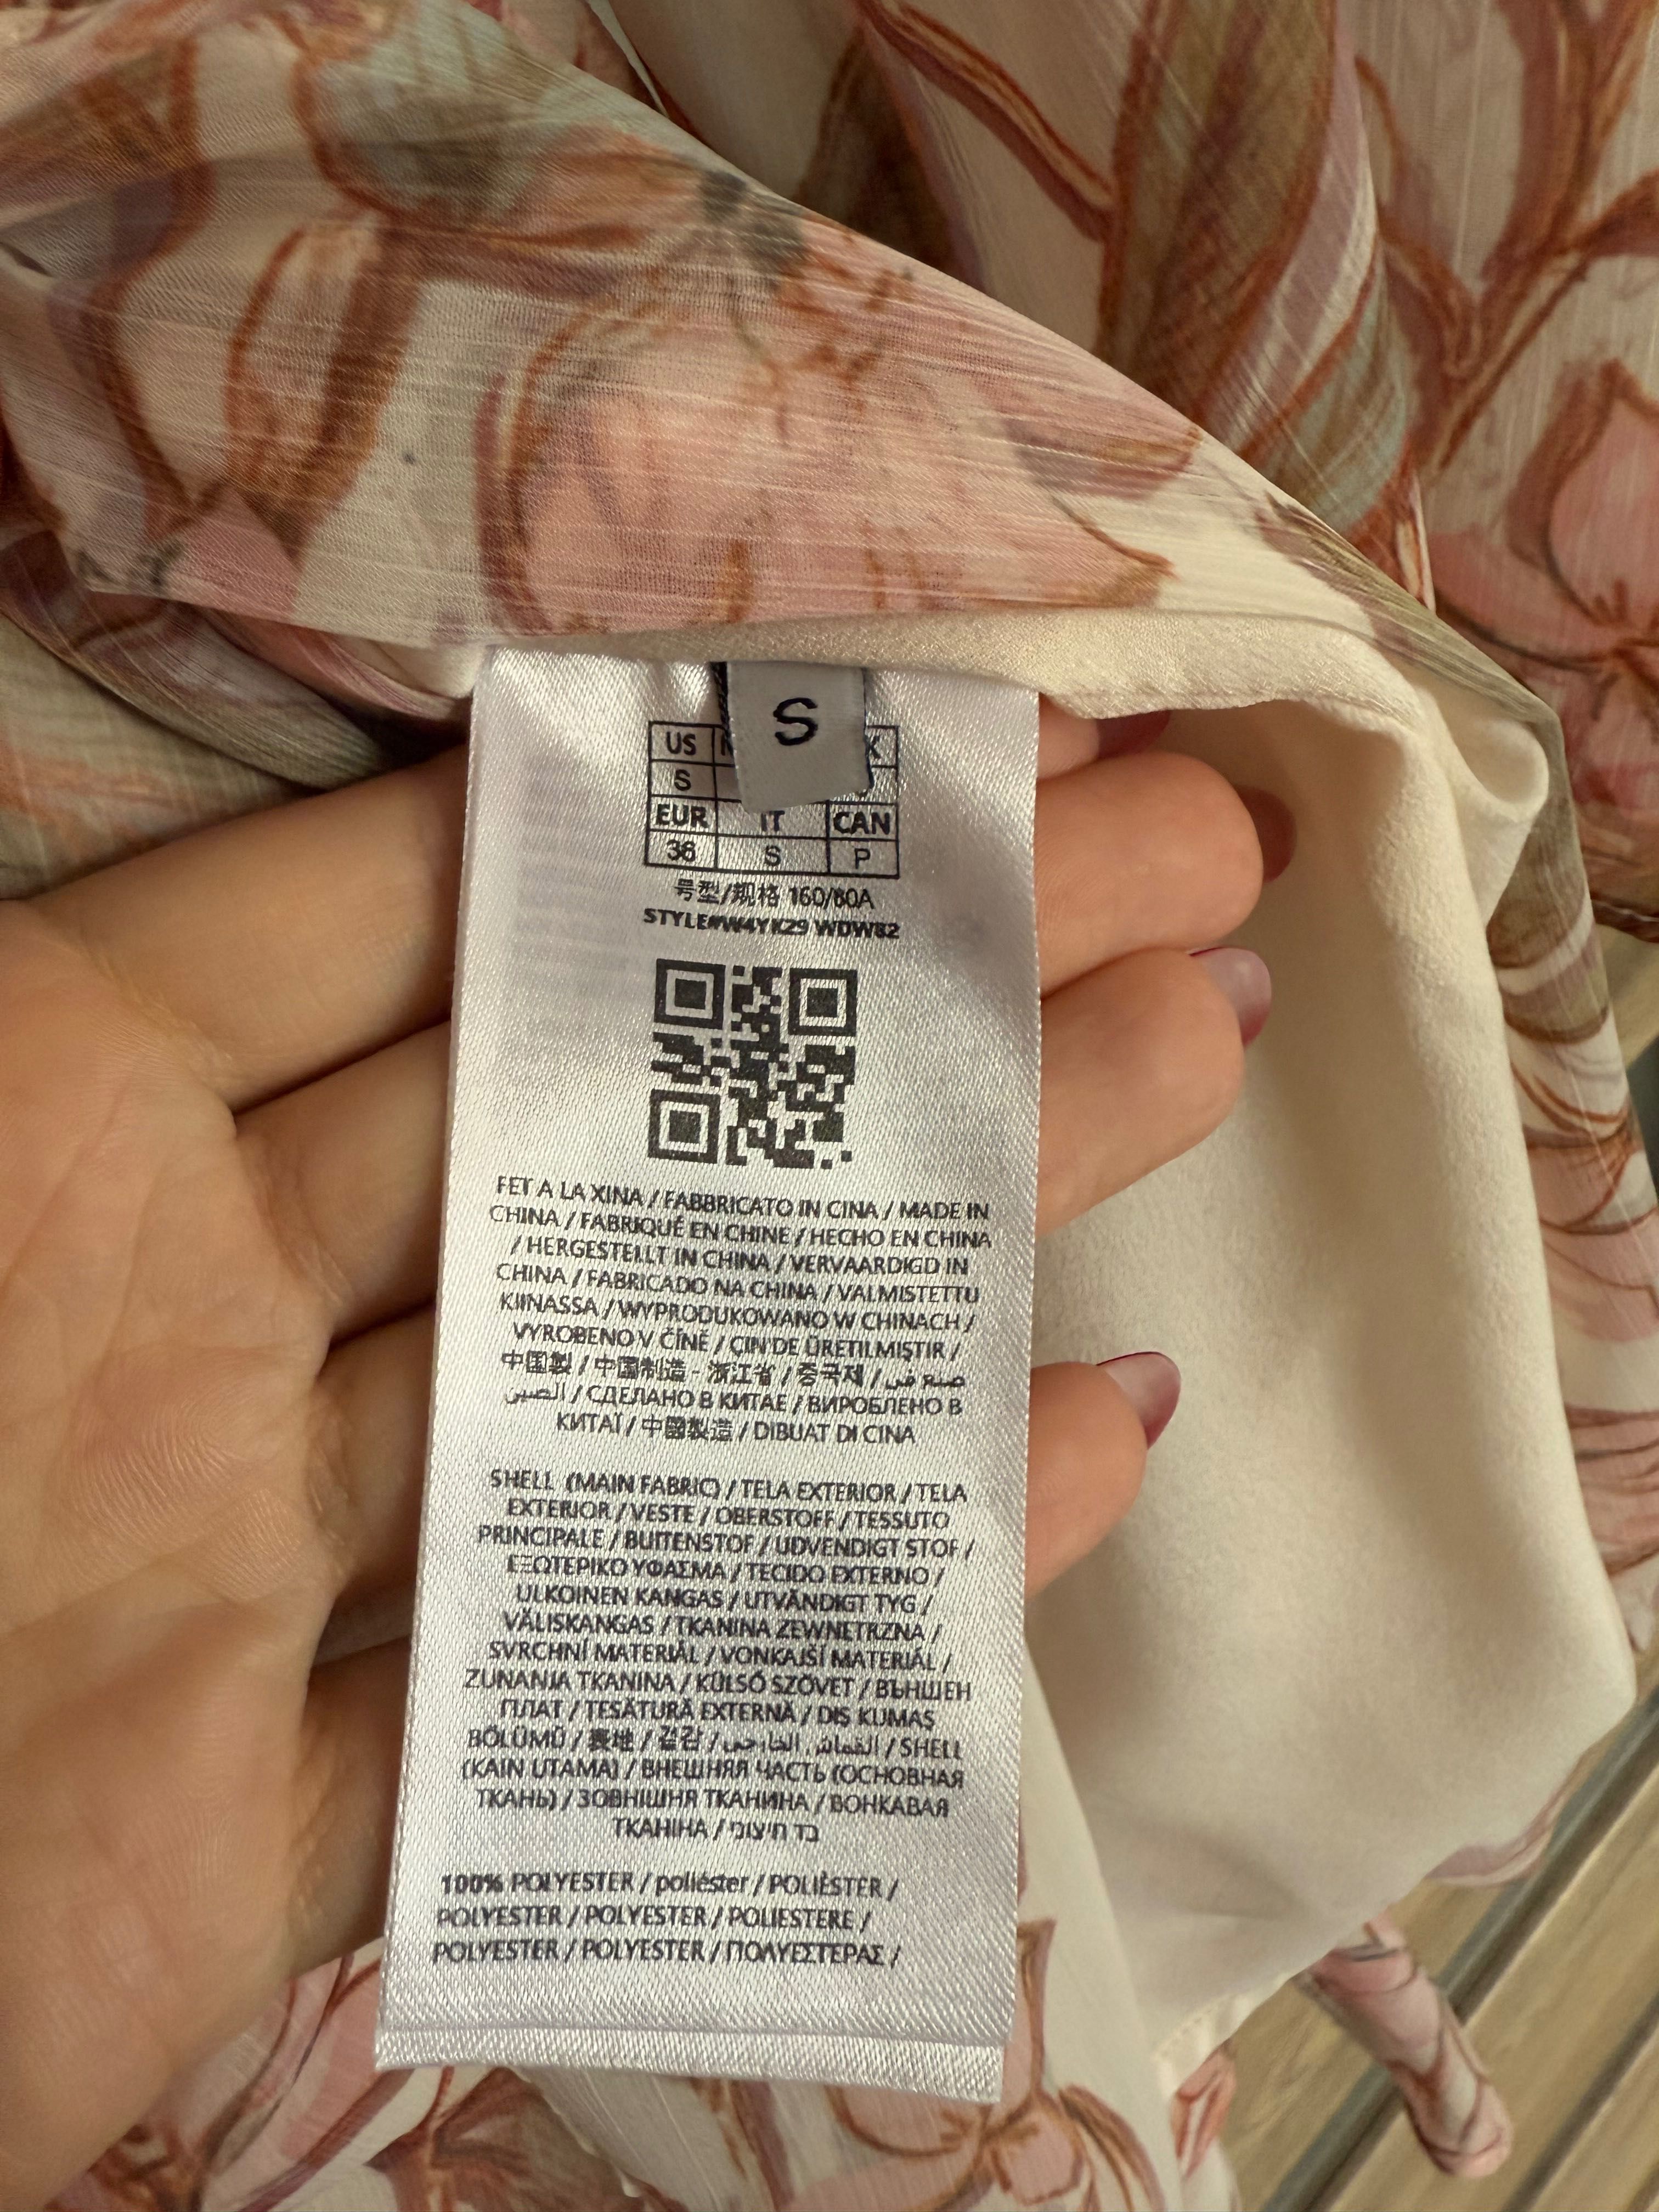 S
US
S
EUR IT CAN
36 S P
号型/规格 160/80A
STYLE#W4YK29 WDW82
FET A LA XINA / FABBRICATO IN CINA / MADE IN
CHINA / FABRIQUÉ EN CHINE / HECHO EN CHINA
/ HERGESTELLT IN CHINA / VERVAARDIGD IN
CHINA / FABRICADO NA CHINA / VALMISTETTU
KIINASSA / WYPRODUKOWANO W CHINACH /
VYROBENO V ČÍNĚ / ÇIN'DE ÜRETILMIŞTIR /
中国製 / 中国制造 - 浙江省 / 중국제 / صنع في
الصين / СДЕЛАНО В КИТАЕ / ВИРОБЛЕНО В
КИТАЇ / 中國製造 / DIBUAT DI CINA
SHELL (MAIN FABRIC) / TELA EXTERIOR / TELA
EXTERIOR / VESTE / OBERSTOFF / TESSUTO
PRINCIPALE / BUITENSTOF / UDVENDIGT STOF /
ΕΞΩΤΕΡΙΚΟ ΥΦΑΣΜΑ / TECIDO EXTERNO /
ULKOINEN KANGAS / UTVÄNDIGT TYG /
VÄLISKANGAS / TKANINA ZEWNETRZNA /
SVRCHNÍ MATERIÁL / VONKAJŠÍ MATERIÁL /
ZUNANJA TKANINA / KÜLSŐ SZÖVET / ВЪНШЕН
ПЛАТ / ȚESĂTURĂ EXTERNĂ / DIŞ KUMAŞ
BÖLÜMÜ / 表地 / 겉감 / القماش الخارجي / SHELL
(KAIN UTAMA) / ВНЕШНЯЯ ЧАСТЬ (ОСНОВНАЯ
ТКАНЬ) / ЗОВНІШНЯ ТКАНИНА / ВОНКАВАЯ
ТКАНІНА / בד חיצוני
100% POLYESTER / poliéster / POLIÈSTER /
POLYESTER / POLYESTER / POLIESTERE /
POLYESTER / POLYESTER / ΠΟΛΥΕΣΤΕΡΑΣ /